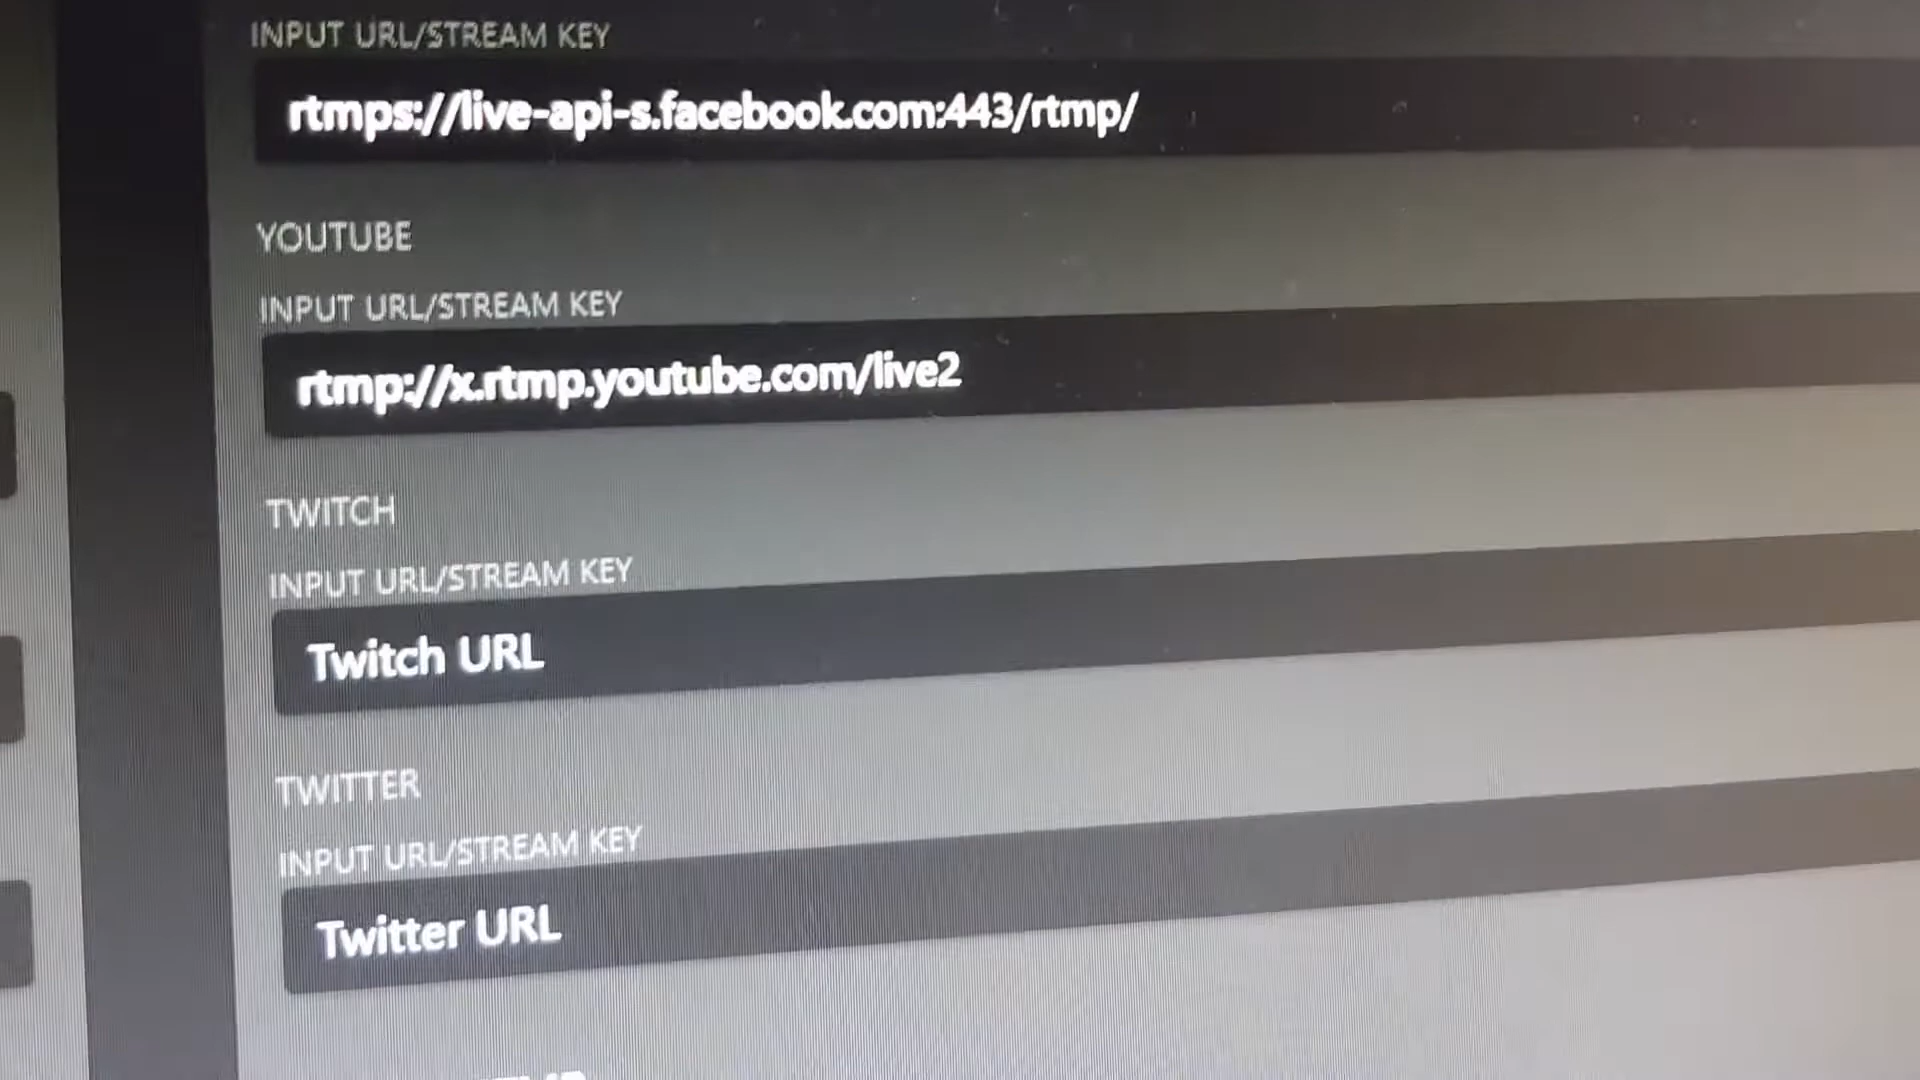 INPUT URL/STREAM KEY
rtmps://live-api-s.facebook.com:443/rtmp/
YOUTUBE
INPUT URL/STREAM KEY
rtmp://x.rtmp.youtube.com/live2
TWITCH
INPUT URL/STREAM KEY
Twitch URL
TWITTER
INPUT URL/STREAM KEY
Twitter URL